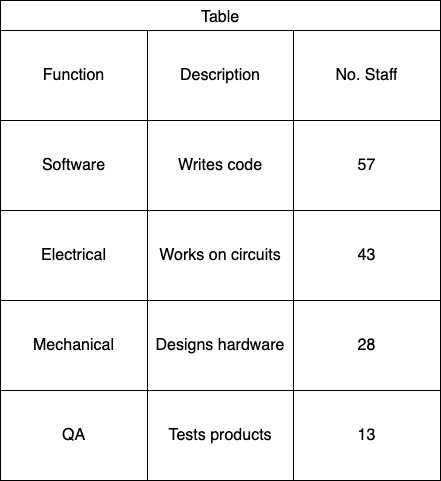 Table
Function Description No. Staff
Software Writes code 57
Electrical Works on circuits 43
Mechanical Designs hardware 28
QA Tests products 13